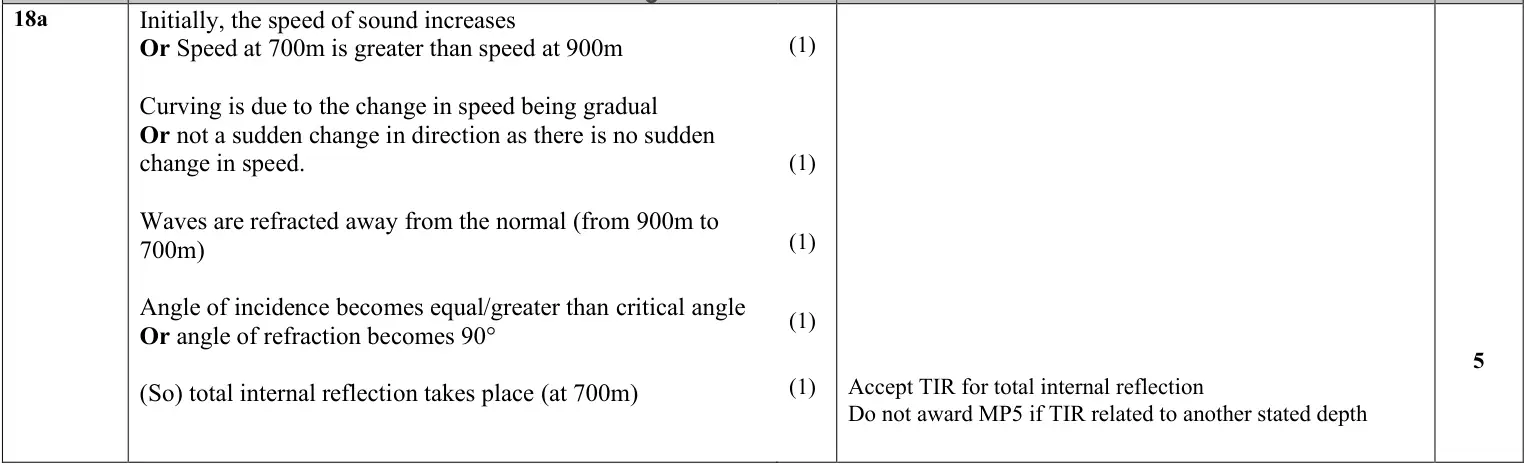 18a
Initially, the speed of sound increases
Or Speed at 700m is greater than speed at 900m (1)
Curving is due to the change in speed being gradual
Or not a sudden change in direction as there is no sudden
change in speed. (1)
Waves are refracted away from the normal (from 900m to
700m) (1)
Angle of incidence becomes equal/greater than critical angle
Or angle of refraction becomes 90° (1)
(So) total internal reflection takes place (at 700m) (1)
Accept TIR for total internal reflection
Do not award MP5 if TIR related to another stated depth
5